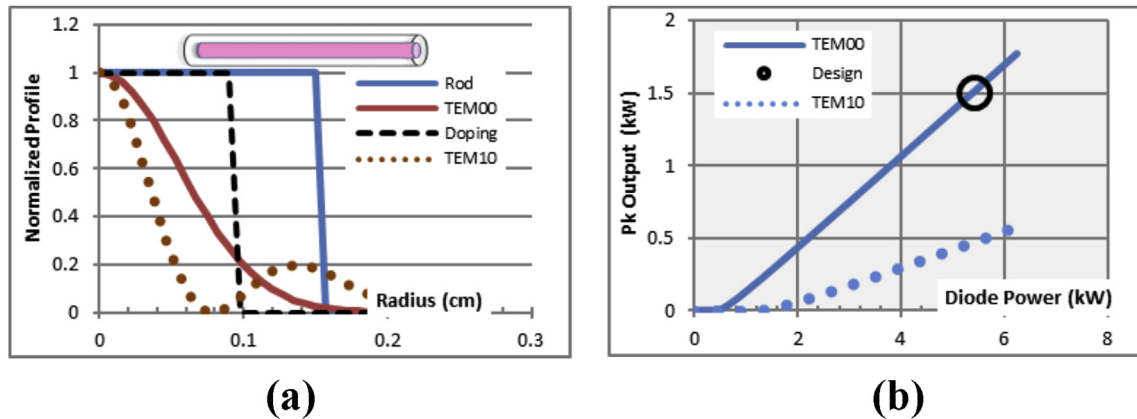 1.2
1
0.8
0.6
0.4
0.2
0
Normalized Profile
Rod
TEM00
Doping
TEM10
Radius (cm)
0
0.1
0.2
0.3
(a)
2
1.5
1
0.5
0
Pk Output (kW)
TEM00
Design
TEM10
Diode Power (kW)
0
2
4
6
8
(b)